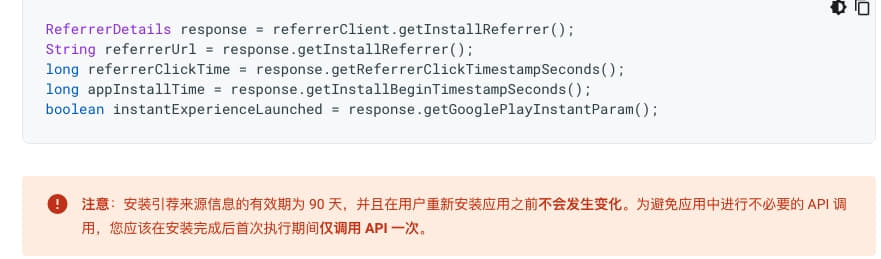 ReferrerDetails response = referrerClient.getInstallReferrer();
String referrerUrl = response.getInstallReferrer();
long referrerClickTime = response.getReferrerClickTimestampSeconds();
long appInstallTime = response.getInstallBeginTimestampSeconds();
boolean instantExperienceLaunched = response.getGooglePlayInstantParam();
注意：安装引荐来源信息的有效期为 90 天，并且在用户重新安装应用之前不会发生变化。为避免应用中进行不必要的 API 调
用，您应该在安装完成后首次执行期间仅调用 API 一次。